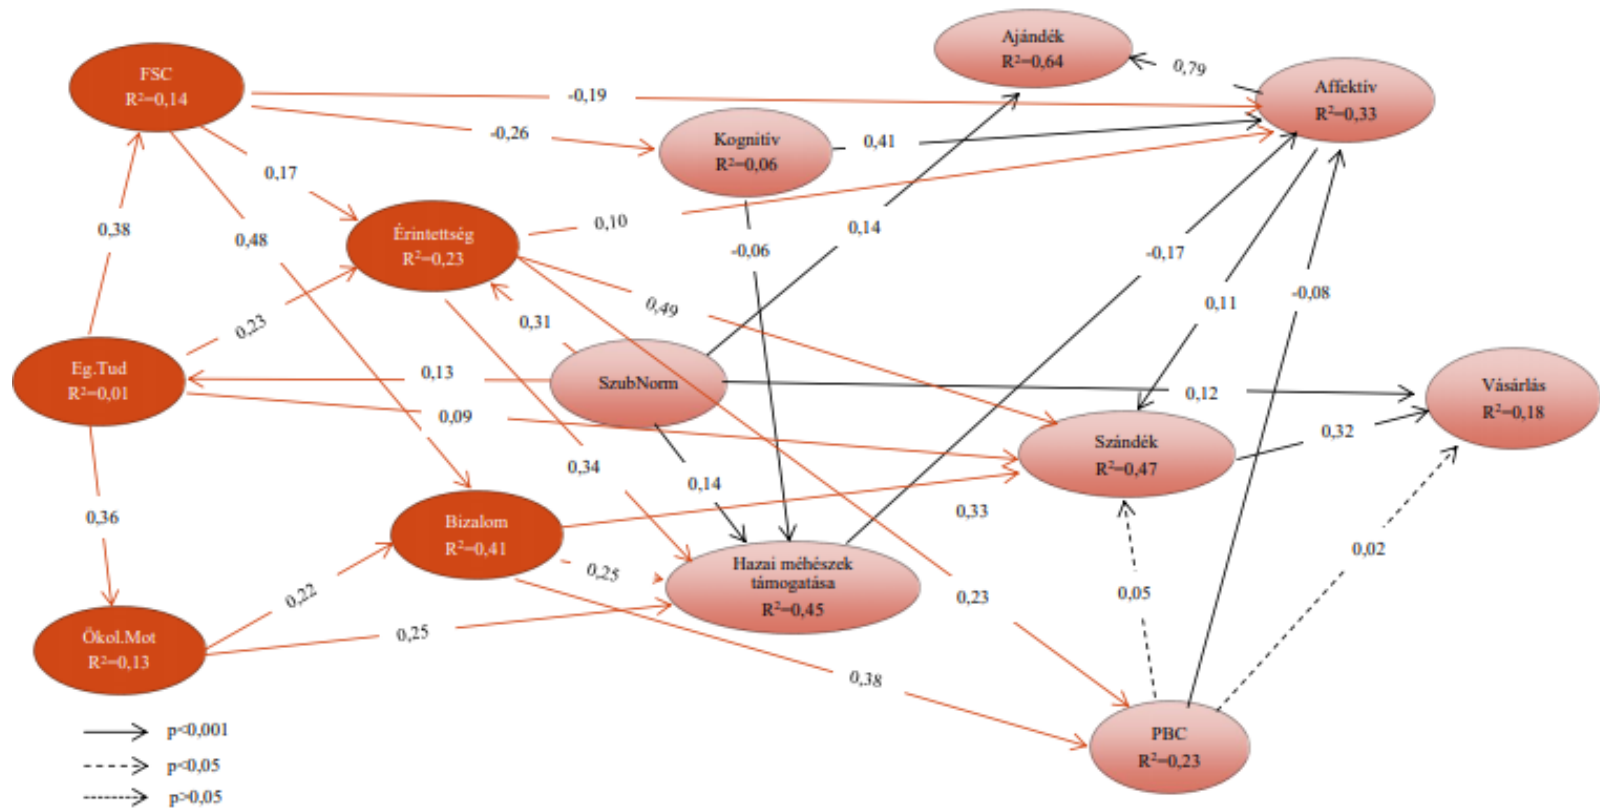 Ajándék
R²=0,64
FSC
R²=0,14
0,79
Affektív
R²=0,33
-0,19
-0,26
Kognitív
R²=0,06
0,41
0,17
0,38
0,48
Érintettség
R²=0,23
0,10
0,14
-0,06
-0,17
-0,08
0,23
0,31
0,49
0,11
Eg.Tud
R²=0,01
0,13
SzubNorm
0,12
Vásárlás
R²=0,18
0,09
0,32
Szándék
R²=0,47
0,34
0,14
0,36
Bizalom
R²=0,41
0,33
0,02
0,25
Hazai méhészek
támogatása
R²=0,45
0,22
0,23
0,05
Ökol.Mot
R²=0,13
0,25
0,38
PBC
R²=0,23
p<0,001
p<0,05
p>0,05